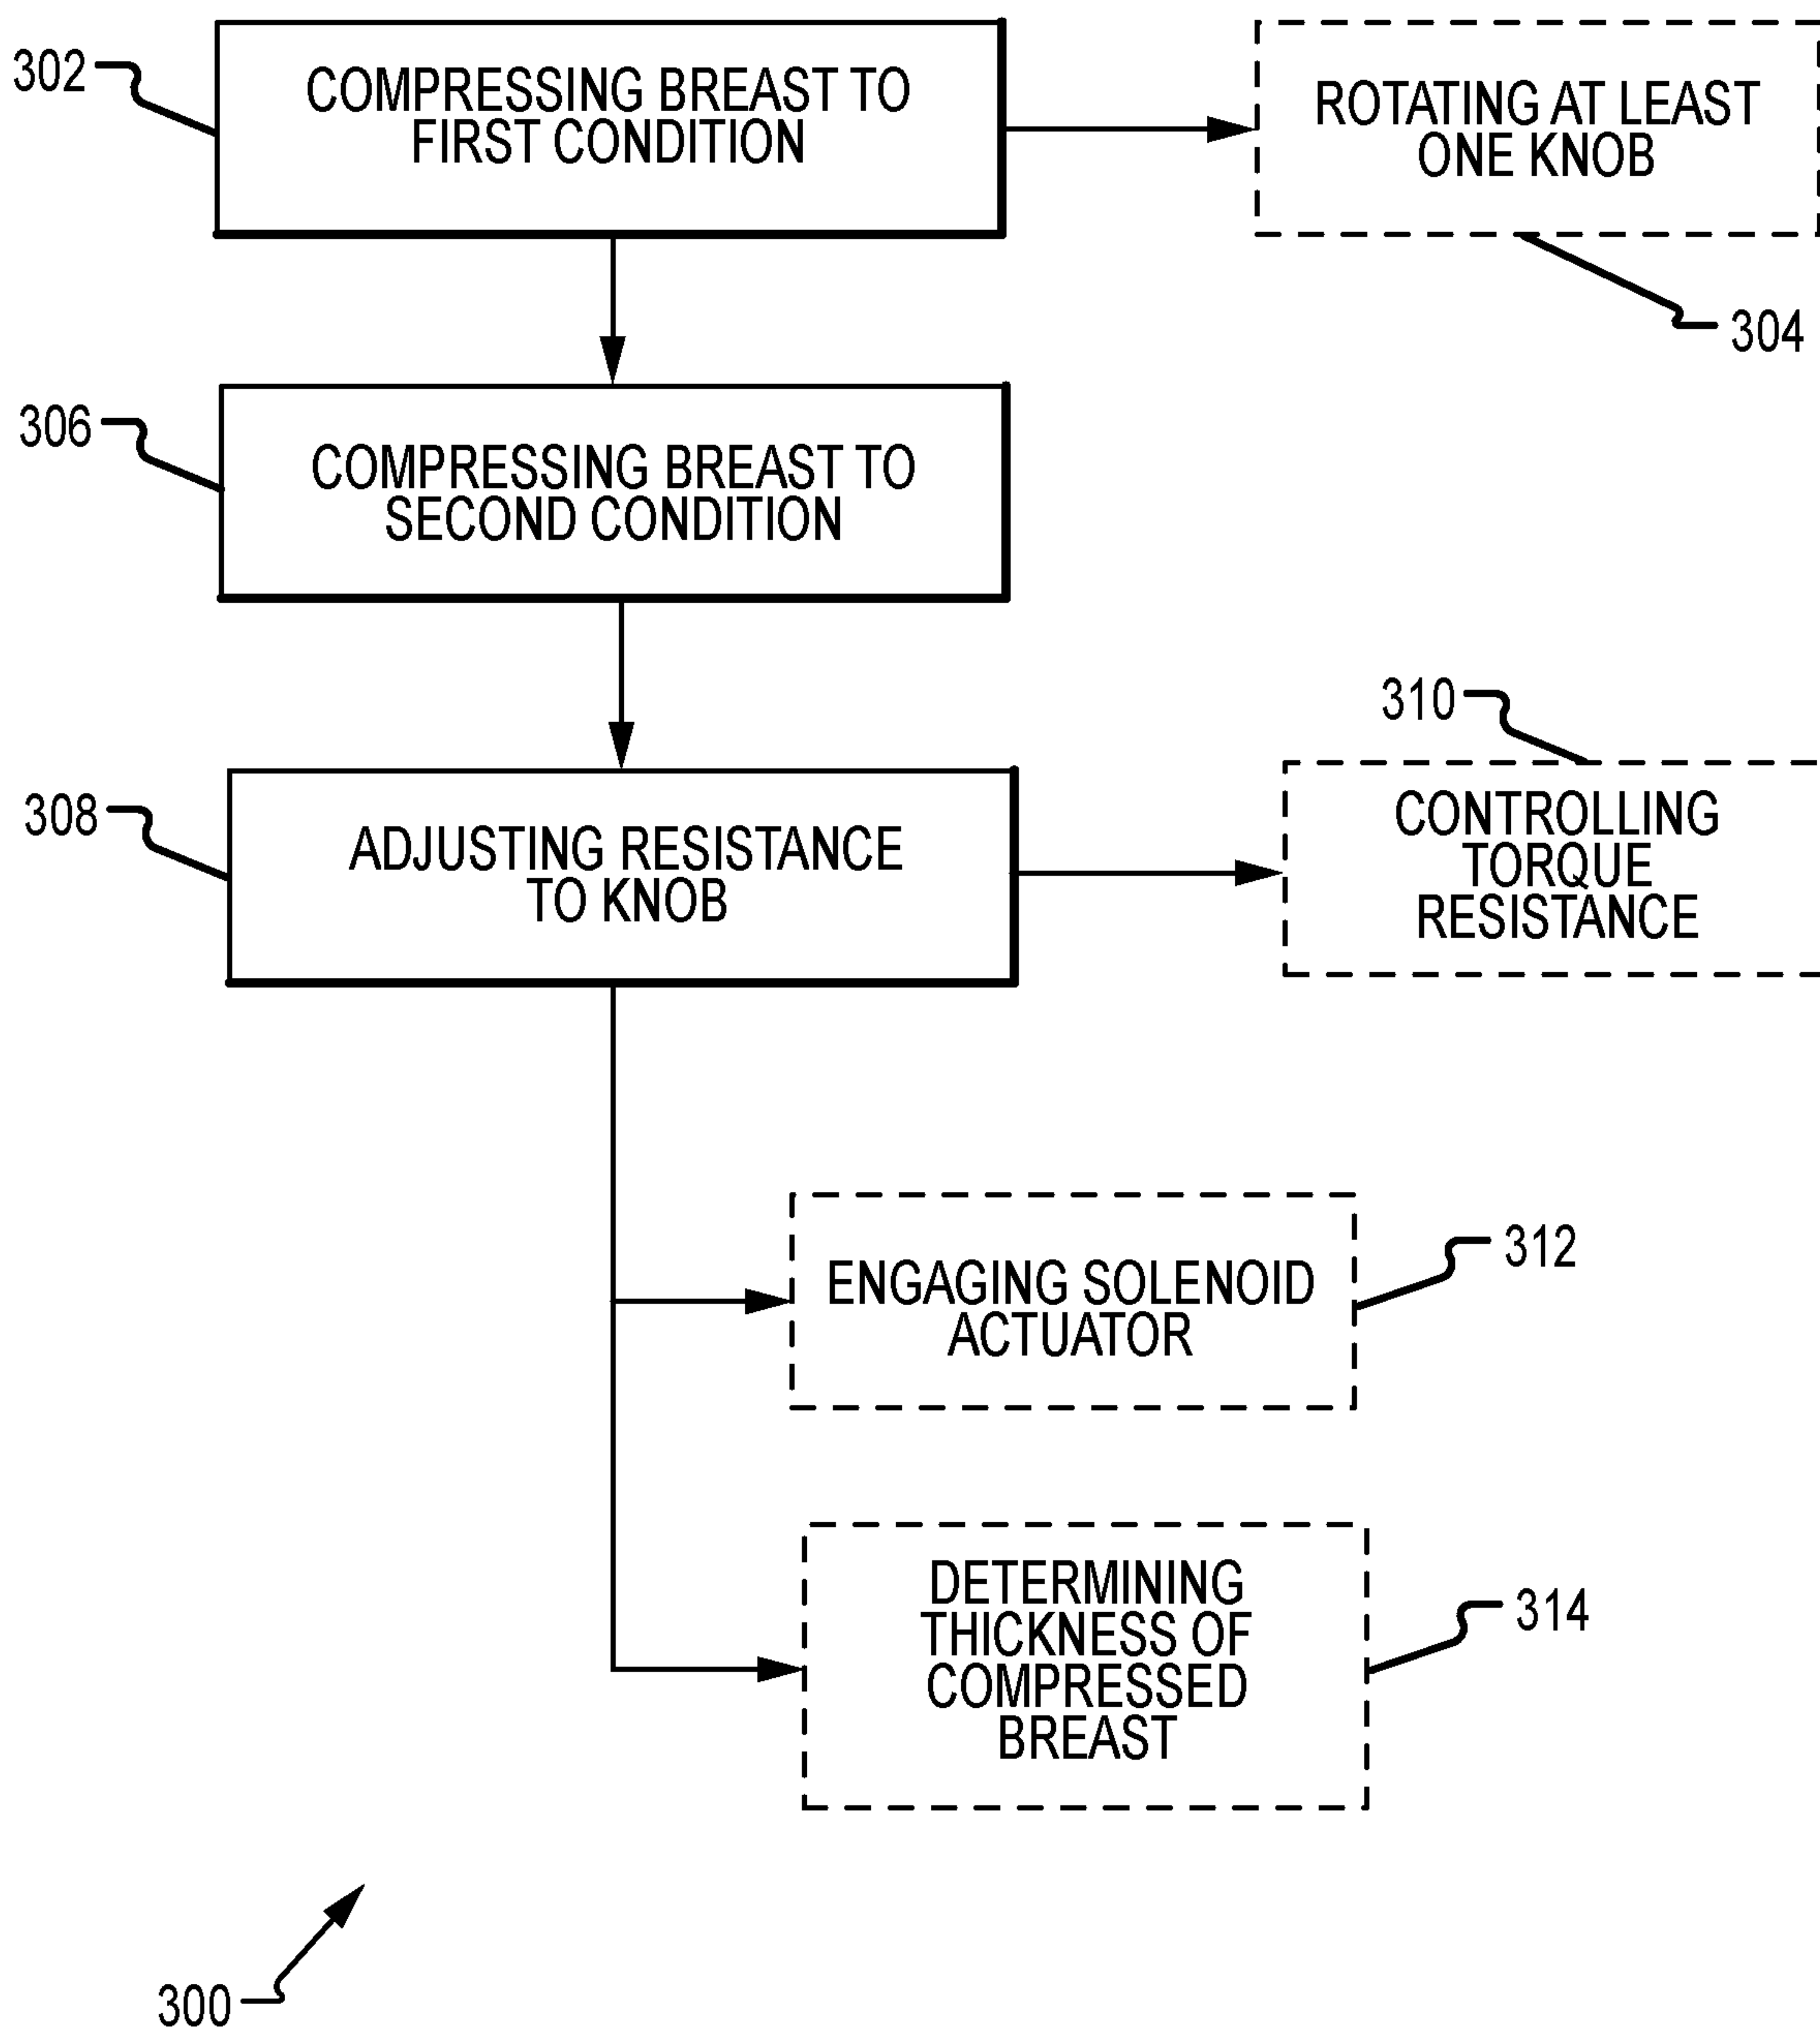 302
COMPRESSING BREAST TO
FIRST CONDITION
ROTATING AT LEAST
ONE KNOB
304
306
COMPRESSING BREAST TO
SECOND CONDITION
308
ADJUSTING RESISTANCE
TO KNOB
310
CONTROLLING
TORQUE
RESISTANCE
ENGAGING SOLENOID
ACTUATOR
312
DETERMINING
THICKNESS OF
COMPRESSED
BREAST
314
300